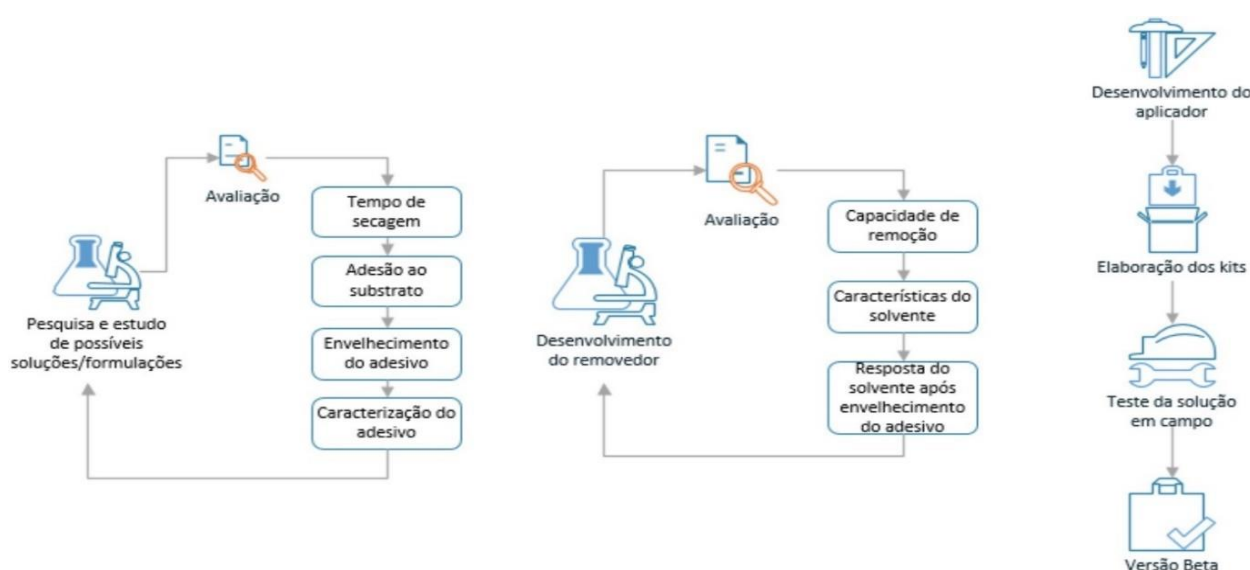 Avaliação
Tempo de
secagem
Adesão ao
substrato
Envelhecimento
do adesivo
Caracterização do
adesivo
Pesquisa e estudo
de possíveis
soluções/formulações
Avaliação
Capacidade de
remoção
Características do
solvente
Resposta do
solvente após
envelhecimento
do adesivo
Desenvolvimento
do removedor
Desenvolvimento do
aplicador
Elaboração dos kits
Teste da solução
em campo
Versão Beta